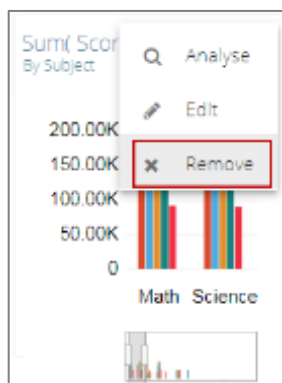 Sum( Scor
By Subject
Analyse
Edit
Remove
200.00K
150.00K
100.00K
50.00K
0
Math Science